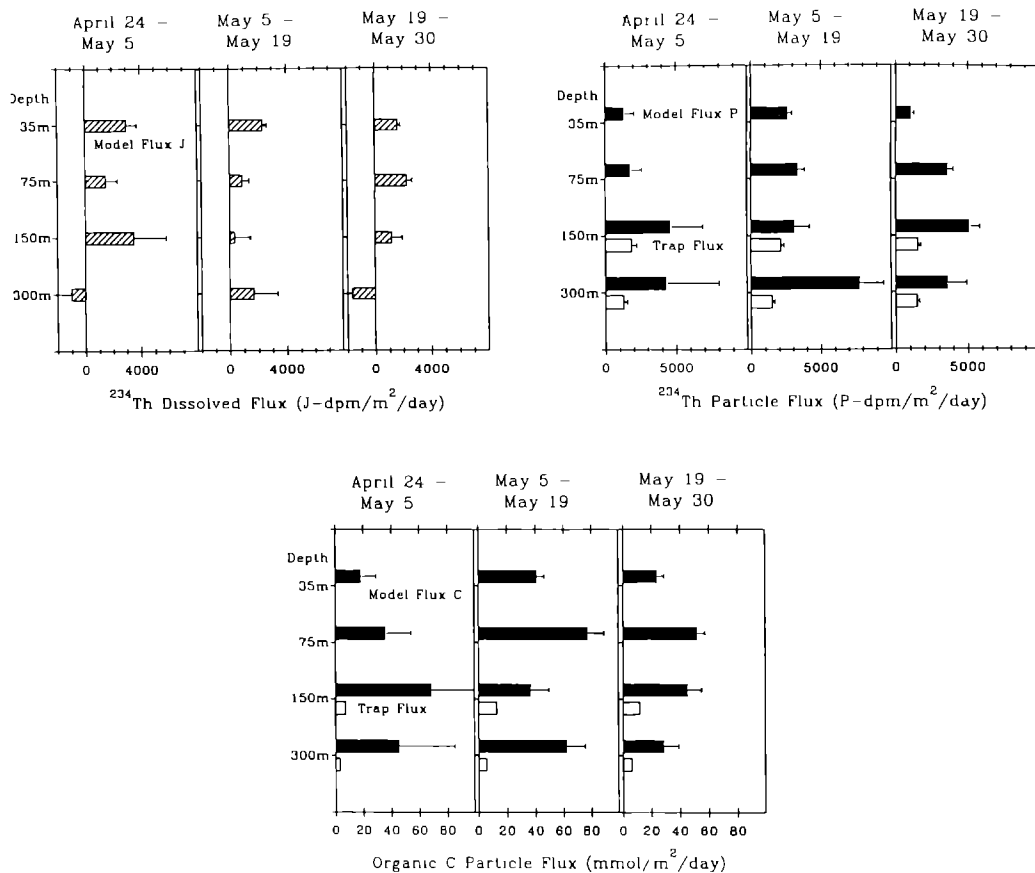 April 24 – May 5 – May 19 –
May 5 May 19 May 30
Depth
35m
Model Flux J
75m
150m
300m
0 4000 0 4000 0 4000
²³⁴Th Dissolved Flux (J-dpm/m²/day)
April 24 – May 5 – May 19 –
May 5 May 19 May 30
Depth
Model Flux P
35m
75m
150m
Trap Flux
300m
0 5000 0 5000 0 5000
²³⁴Th Particle Flux (P-dpm/m²/day)
April 24 – May 5 – May 19 –
May 5 May 19 May 30
Depth
35m
Model Flux C
75m
150m
Trap Flux
300m
0 20 40 60 80 0 20 40 60 80 0 20 40 60 80
Organic C Particle Flux (mmol/m²/day)